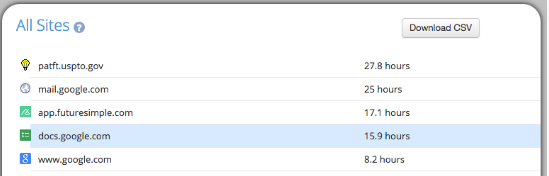 All Sites ?
Download CSV
patft.uspto.gov 27.8 hours
mail.google.com 25 hours
app.futuresimple.com 17.1 hours
docs.google.com 15.9 hours
www.google.com 8.2 hours